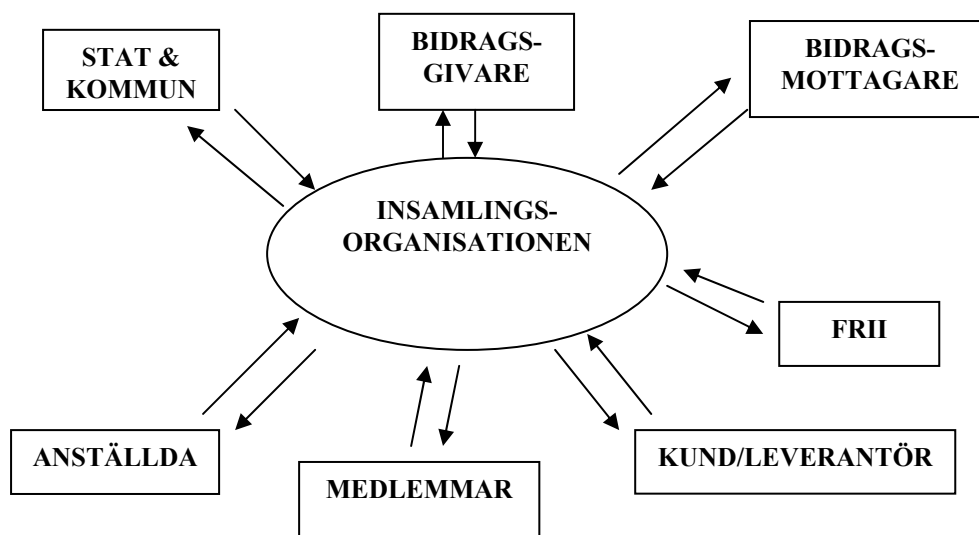 STAT &
KOMMUN
BIDRAGS-
GIVARE
BIDRAGS-
MOTTAGARE
INSAMLINGS-
ORGANISATIONEN
FRII
ANSTÄLLDA
MEDLEMMAR
KUND/LEVERANTÖR